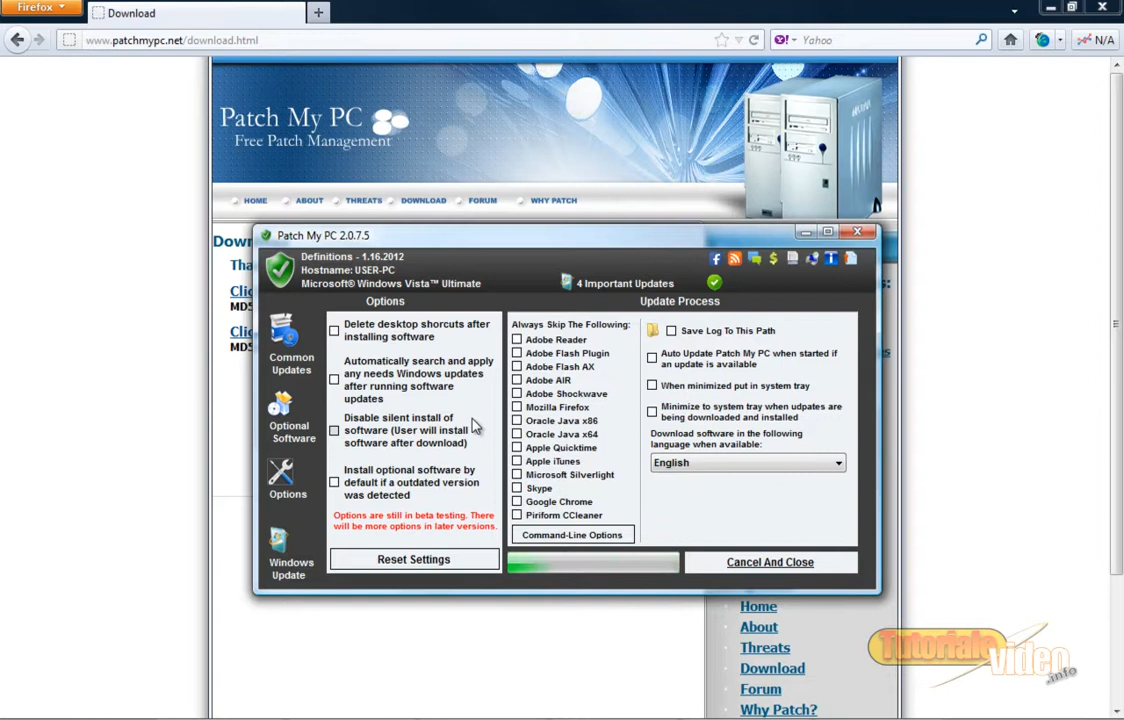 Firefox
Download
www.patchmypc.net/download.html
Yahoo
N/A
Patch My PC
Free Patch Management
HOME
ABOUT
THREATS
DOWNLOAD
FORUM
WHY PATCH
Patch My PC 2.0.7.5
Definitions - 1.16.2012
Hostname: USER-PC
Microsoft® Windows Vista™ Ultimate
4 Important Updates
Options
Update Process
Common
Updates
Optional
Software
Options
Windows
Update
Delete desktop shorcuts after
installing software
Automatically search and apply
any needs Windows updates
after running software
updates
Disable silent install of
software (User will install
software after download)
Install optional software by
default if a outdated version
was detected
Options are still in beta testing. There
will be more options in later versions.
Reset Settings
Always Skip The Following:
Adobe Reader
Adobe Flash Plugin
Adobe Flash AX
Adobe AIR
Adobe Shockwave
Mozilla Firefox
Oracle Java x86
Oracle Java x64
Apple Quicktime
Apple iTunes
Microsoft Silverlight
Skype
Google Chrome
Piriform CCleaner
Command-Line Options
Save Log To This Path
Auto Update Patch My PC when started if
an update is available
When minimized put in system tray
Minimize to system tray when udpates are
being downloaded and installed
Download software in the following
language when available:
English
Cancel And Close
Home
About
Threats
Download
Forum
Why Patch?
Tutoriale
video
.info